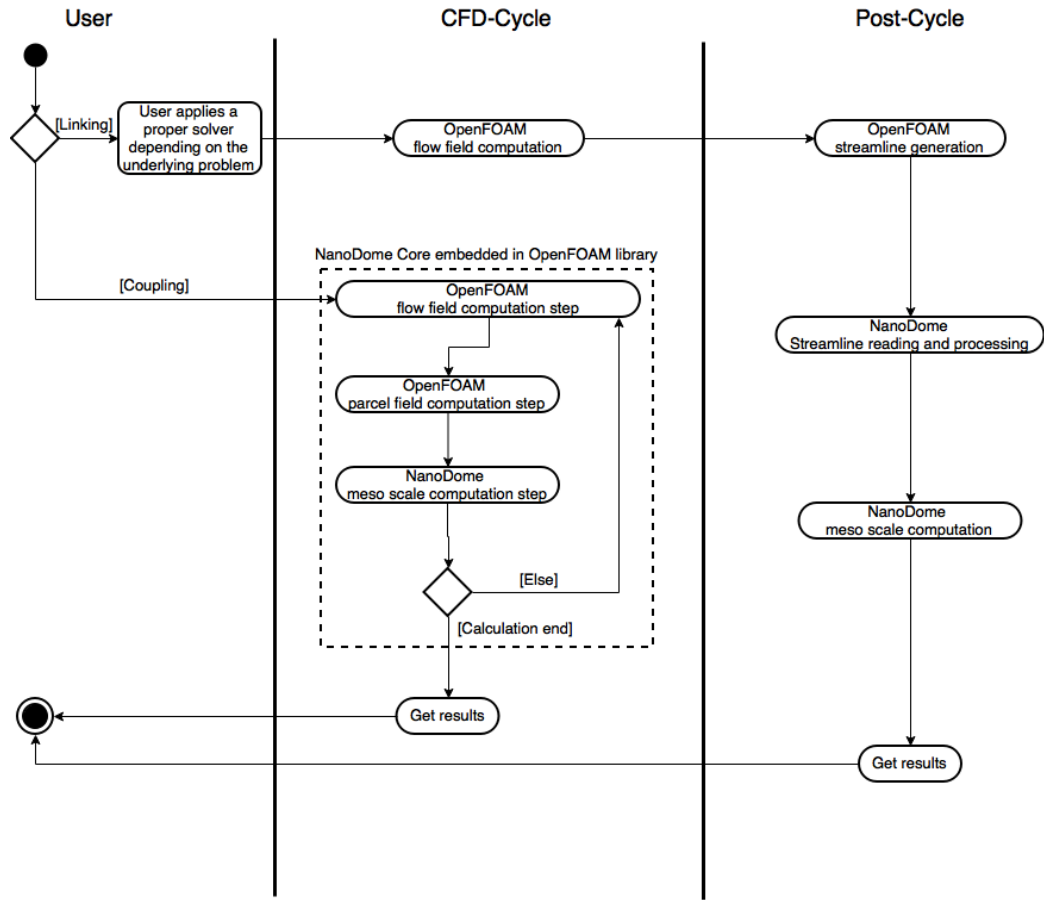 User
CFD-Cycle
Post-Cycle
[Linking]
User applies a
proper solver
depending on the
underlying problem
OpenFOAM
flow field computation
OpenFOAM
streamline generation
NanoDome Core embedded in OpenFOAM library
[Coupling]
OpenFOAM
flow field computation step
NanoDome
Streamline reading and processing
OpenFOAM
parcel field computation step
NanoDome
meso scale computation step
NanoDome
meso scale computation
[Else]
[Calculation end]
Get results
Get results